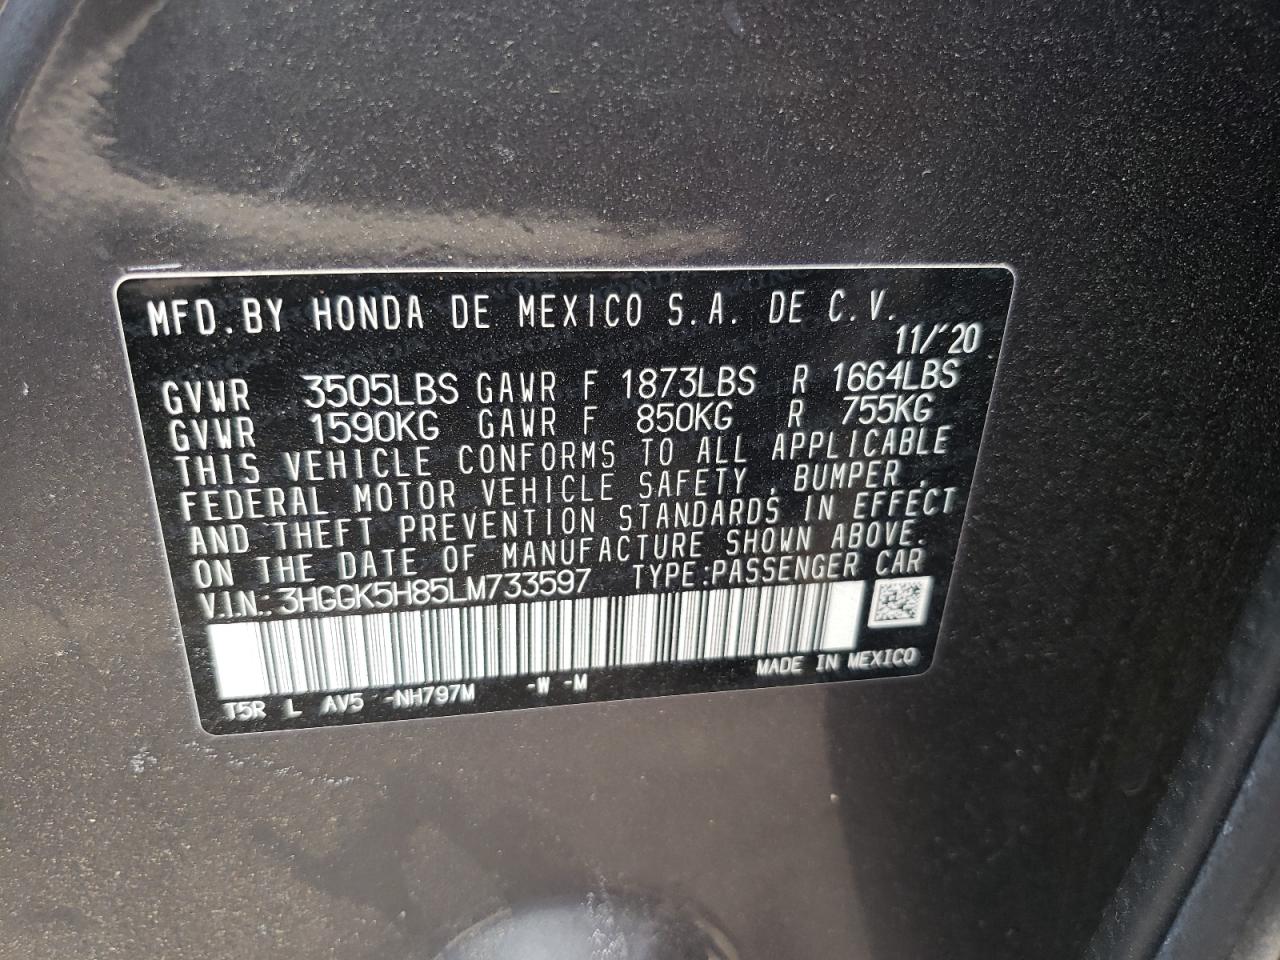 MFD.BY HONDA DE MEXICO S.A. DE C.V.
11/'20
GVWR 3505LBS GAWR F 1873LBS R 1664LBS
GVWR 1590KG GAWR F 850KG R 755KG
THIS VEHICLE CONFORMS TO ALL APPLICABLE
FEDERAL MOTOR VEHICLE SAFETY, BUMPER,
AND THEFT PREVENTION STANDARDS IN EFFECT
ON THE DATE OF MANUFACTURE SHOWN ABOVE.
V.I.N.: 3HGGK5H85LM733597 TYPE:PASSENGER CAR
MADE IN MEXICO
T5R L AV5 -NH797M -W -M